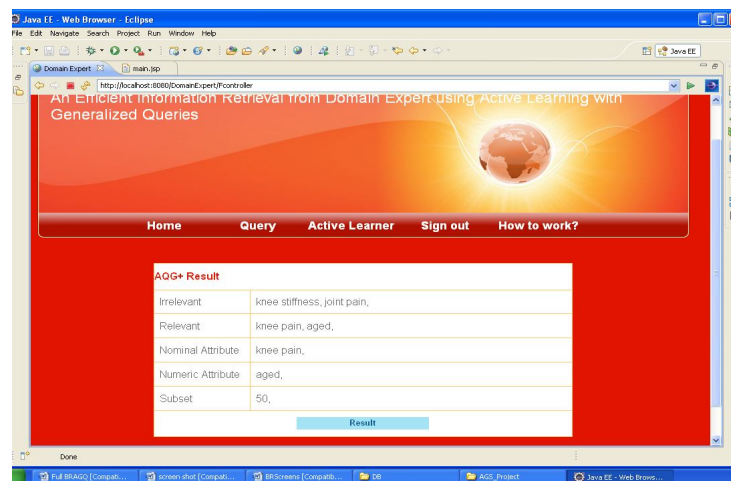 Java EE - Web Browser - Eclipse
File Edit Navigate Search Project Run Window Help
Java EE
Domain Expert main.jsp
http://localhost:8080/DomainExpert/Fcontroller
An Efficient Information Retrieval from Domain Expert using Active Learning with
Generalized Queries
Home Query Active Learner Sign out How to work?
AQG+ Result
Irrelevant knee stiffness, joint pain,
Relevant knee pain, aged,
Nominal Attribute knee pain,
Numeric Attribute aged,
Subset 50,
Result
Done
Full BRAGQ [Compati... screen shot [Compati... BRScreens [Compatib... DB AGS_Project Java EE - Web Brows...